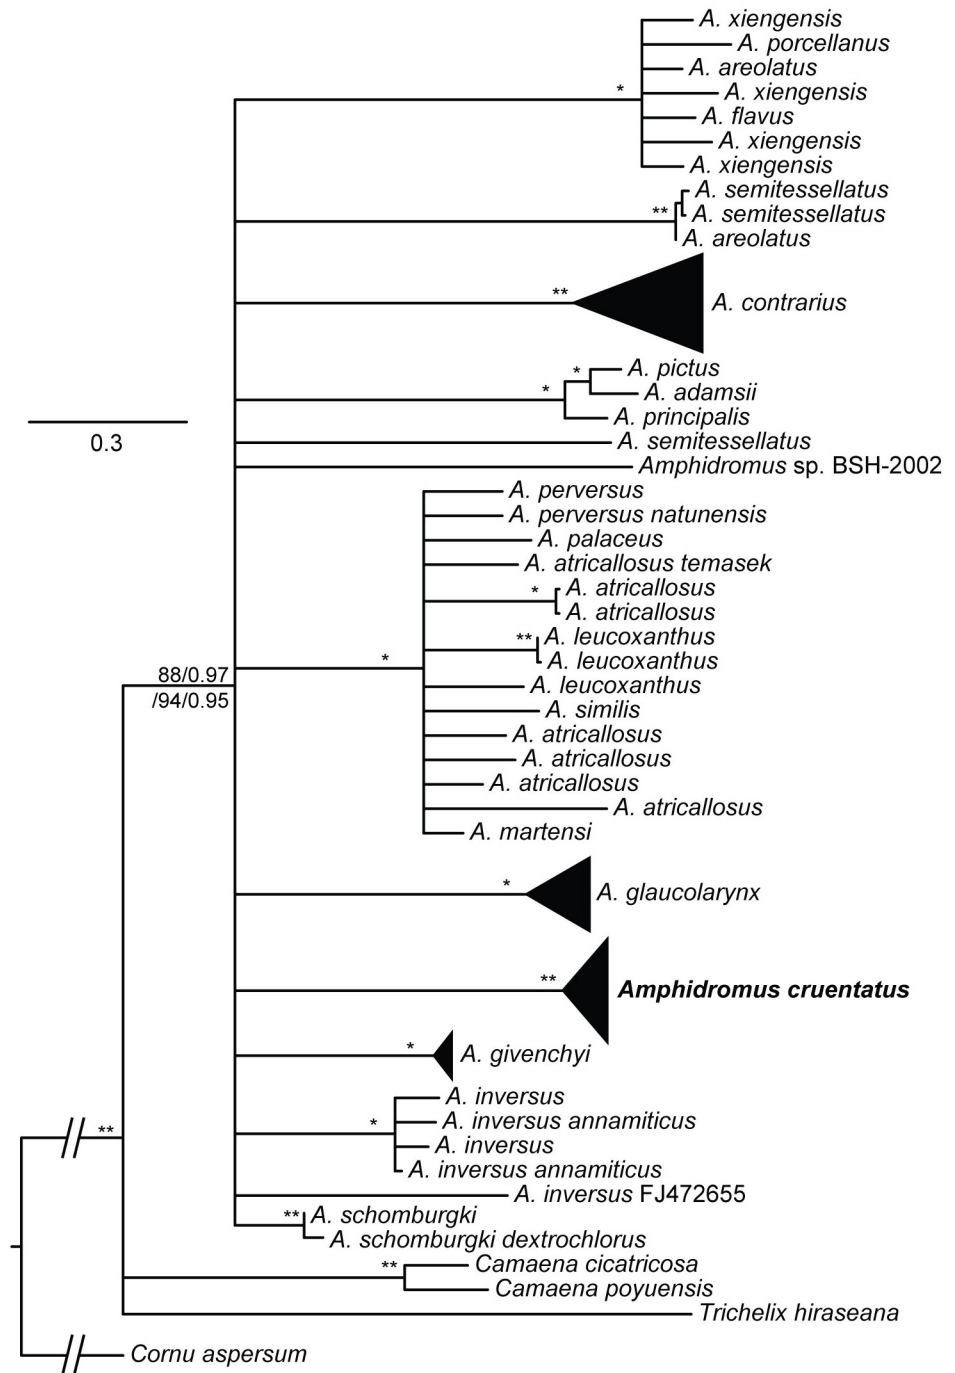 A. xiengensis
A. porcellanus
A. areolatus
*
A. xiengensis
A. flavus
A. xiengensis
A. xiengensis
A. semitessellatus
**
A. semitessellatus
A. areolatus
**
A. contrarius
A. pictus
*
*
A. adamsii
A. principalis
0.3
A. semitessellatus
Amphidromus sp. BSH-2002
A. perversus
A. perversus natunensis
A. palaceus
A. atricallosus temasek
*
A. atricallosus
A. atricallosus
**
A. leucoxanthus
A. leucoxanthus
*
88/0.97
/94/0.95
A. leucoxanthus
A. similis
A. atricallosus
A. atricallosus
A. atricallosus
A. atricallosus
A. martensi
*
A. glaucolarynx
**
Amphidromus cruentatus
*
A. givenchyi
A. inversus
*
A. inversus annamiticus
**
A. inversus
A. inversus annamiticus
A. inversus FJ472655
**
A. schomburgki
A. schomburgki dextrochlorus
**
Camaena cicatricosa
Camaena poyuensis
Trichelix hiraseana
Cornu aspersum